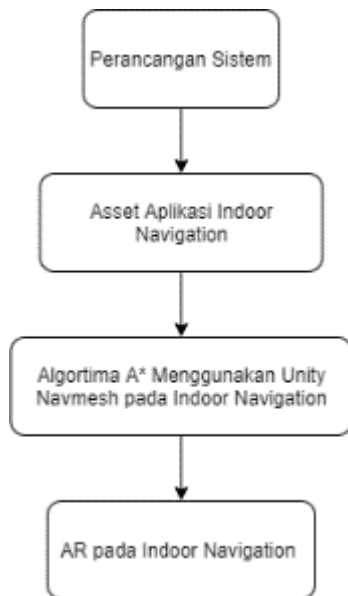 Perancangan Sistem
Asset Aplikasi Indoor
Navigation
Algortima A* Menggunakan Unity
Navmesh pada Indoor Navigation
AR pada Indoor Navigation